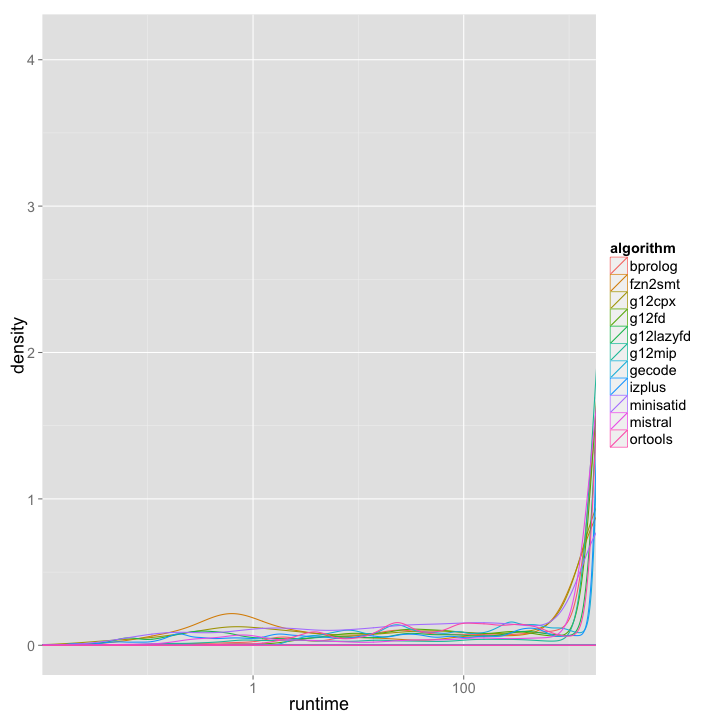 4
3
2
1
0
density
1
100
runtime
algorithm
bprolog
fzn2smt
g12cpx
g12fd
g12lazyfd
g12mip
gecode
izplus
minisatid
mistral
ortools